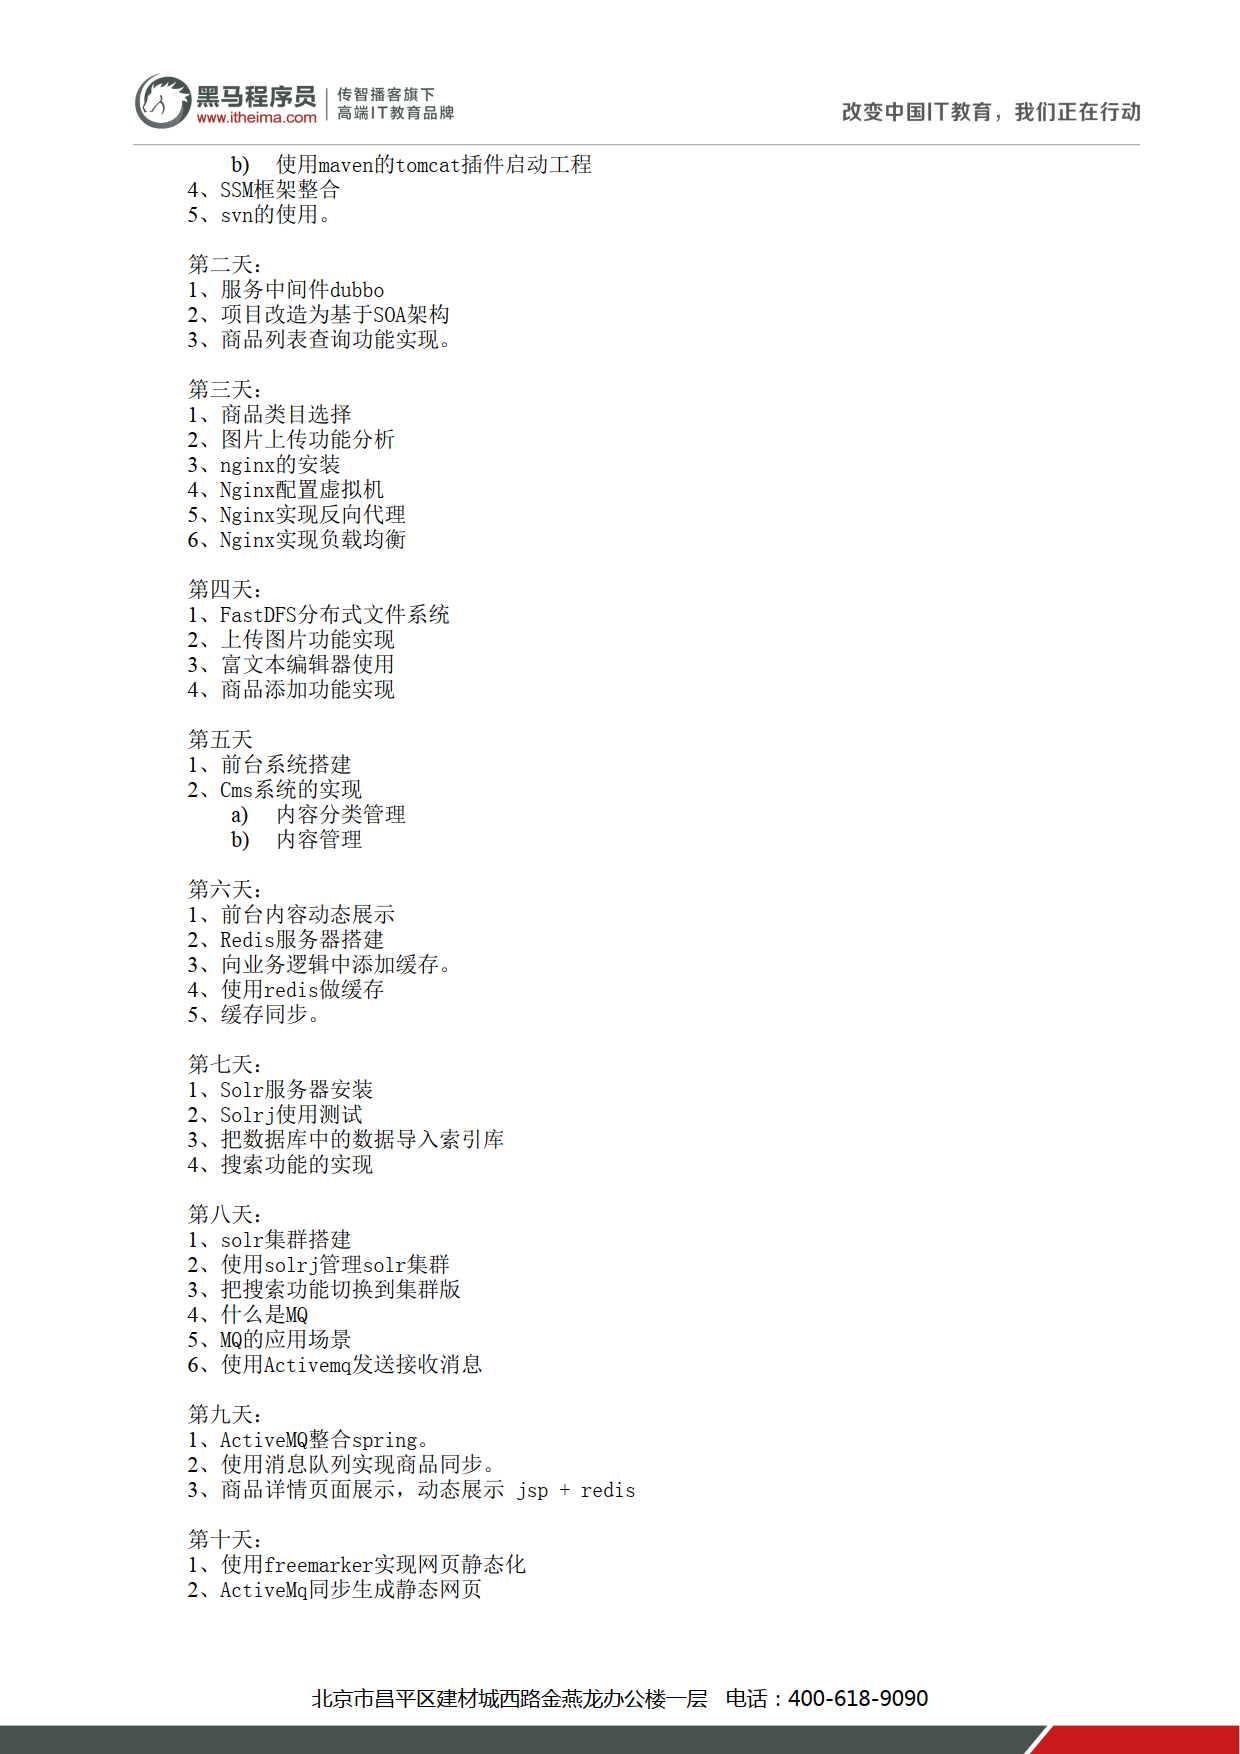 黑马程序员
www.itheima.com
传智播客旗下
高端IT教育品牌
改变中国IT教育，我们正在行动
b) 使用maven的tomcat插件启动工程
4、SSM框架整合
5、svn的使用。
第二天：
1、服务中间件dubbo
2、项目改造为基于SOA架构
3、商品列表查询功能实现。
第三天：
1、商品类目选择
2、图片上传功能分析
3、nginx的安装
4、Nginx配置虚拟机
5、Nginx实现反向代理
6、Nginx实现负载均衡
第四天：
1、FastDFS分布式文件系统
2、上传图片功能实现
3、富文本编辑器使用
4、商品添加功能实现
第五天
1、前台系统搭建
2、Cms系统的实现
a) 内容分类管理
b) 内容管理
第六天：
1、前台内容动态展示
2、Redis服务器搭建
3、向业务逻辑中添加缓存。
4、使用redis做缓存
5、缓存同步。
第七天：
1、Solr服务器安装
2、Solrj使用测试
3、把数据库中的数据导入索引库
4、搜索功能的实现
第八天：
1、solr集群搭建
2、使用solrj管理solr集群
3、把搜索功能切换到集群版
4、什么是MQ
5、MQ的应用场景
6、使用Activemq发送接收消息
第九天：
1、ActiveMQ整合spring。
2、使用消息队列实现商品同步。
3、商品详情页面展示，动态展示 jsp + redis
第十天：
1、使用freemarker实现网页静态化
2、ActiveMq同步生成静态网页
北京市昌平区建材城西路金燕龙办公楼一层 电话：400-618-9090